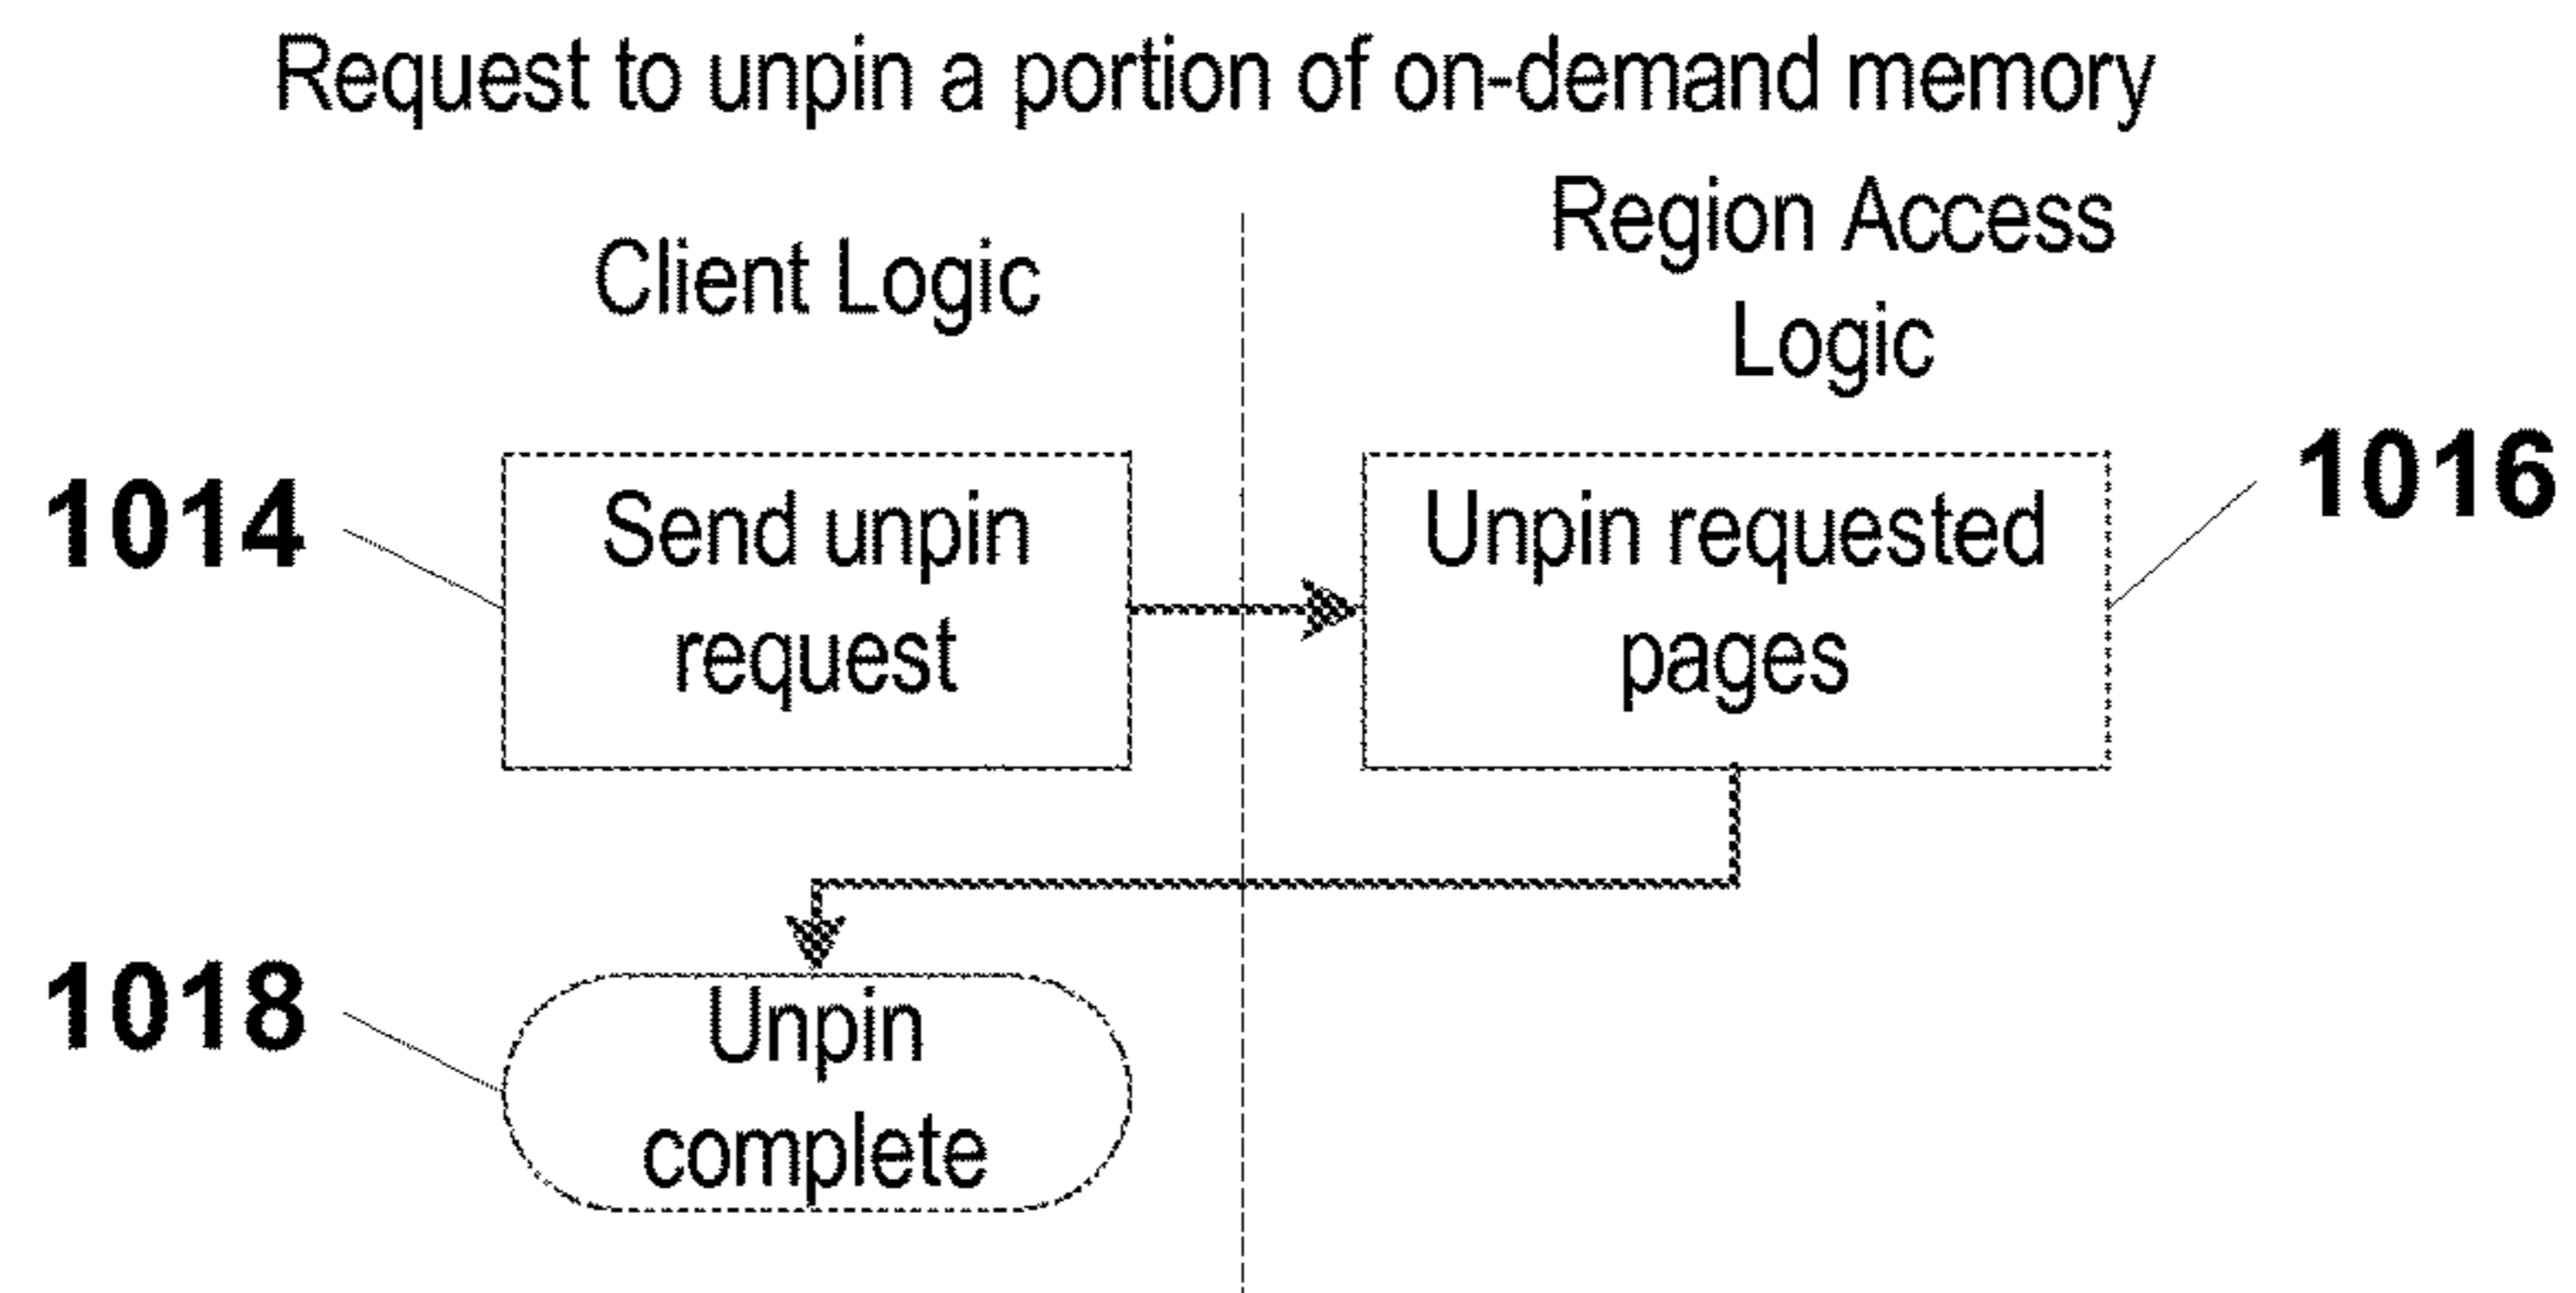 Request to unpin a portion of on-demand memory
Client Logic
Region Access
Logic
1014
Send unpin
request
Unpin requested
pages
1016
1018
Unpin
complete